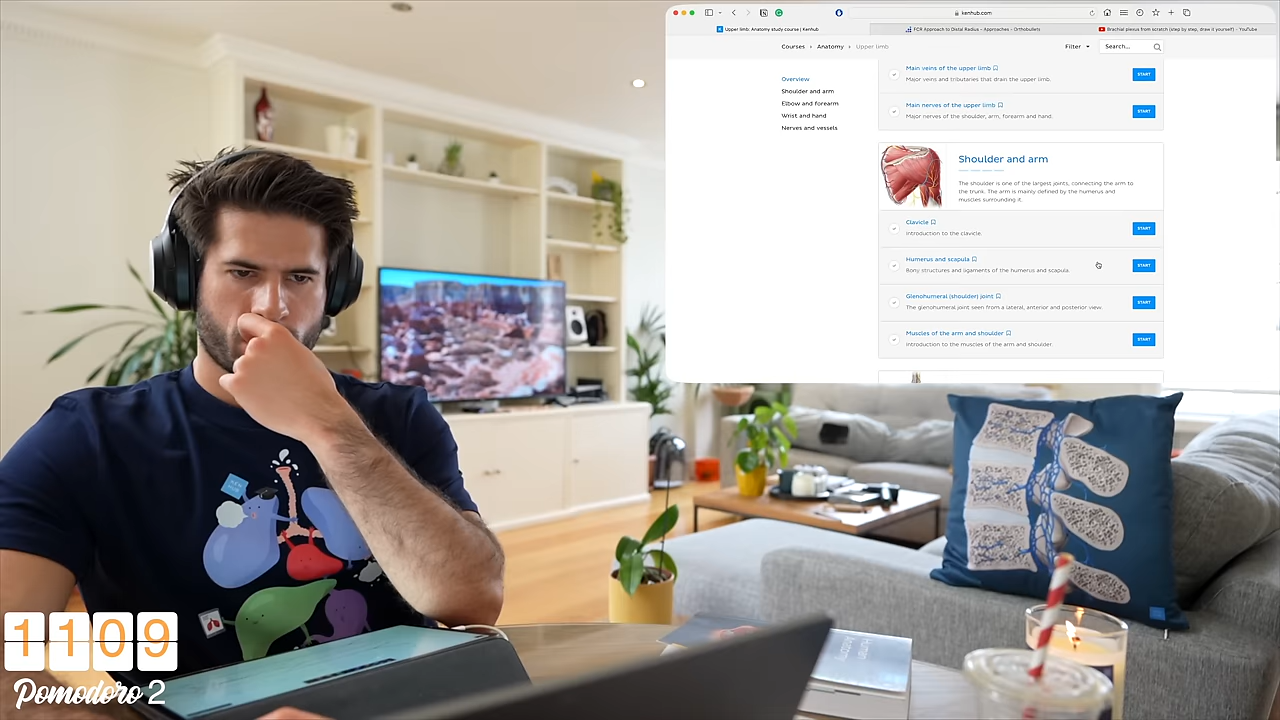 kenhub.com
Upper limb: Anatomy study course | Kenhub
FCR Approach to Distal Radius - Approaches - Orthobullets
Brachial plexus from scratch (step by step, draw it yourself) - YouTube
Courses > Anatomy > Upper limb
Filter
Search...
Overview
Shoulder and arm
Elbow and forearm
Wrist and hand
Nerves and vessels
Main veins of the upper limb
Major veins and tributaries that drain the upper limb.
START
Main nerves of the upper limb
Major nerves of the shoulder, arm, forearm and hand.
START
Shoulder and arm
The shoulder is one of the largest joints, connecting the arm to
the trunk. The arm is mainly defined by the humerus and
muscles surrounding it.
Clavicle
Introduction to the clavicle.
START
Humerus and scapula
Bony structures and ligaments of the humerus and scapula.
START
Glenohumeral (shoulder) joint
The glenohumeral joint seen from a lateral, anterior and posterior view.
START
Muscles of the arm and shoulder
Introduction to the muscles of the arm and shoulder.
START
1109
Pomodoro 2